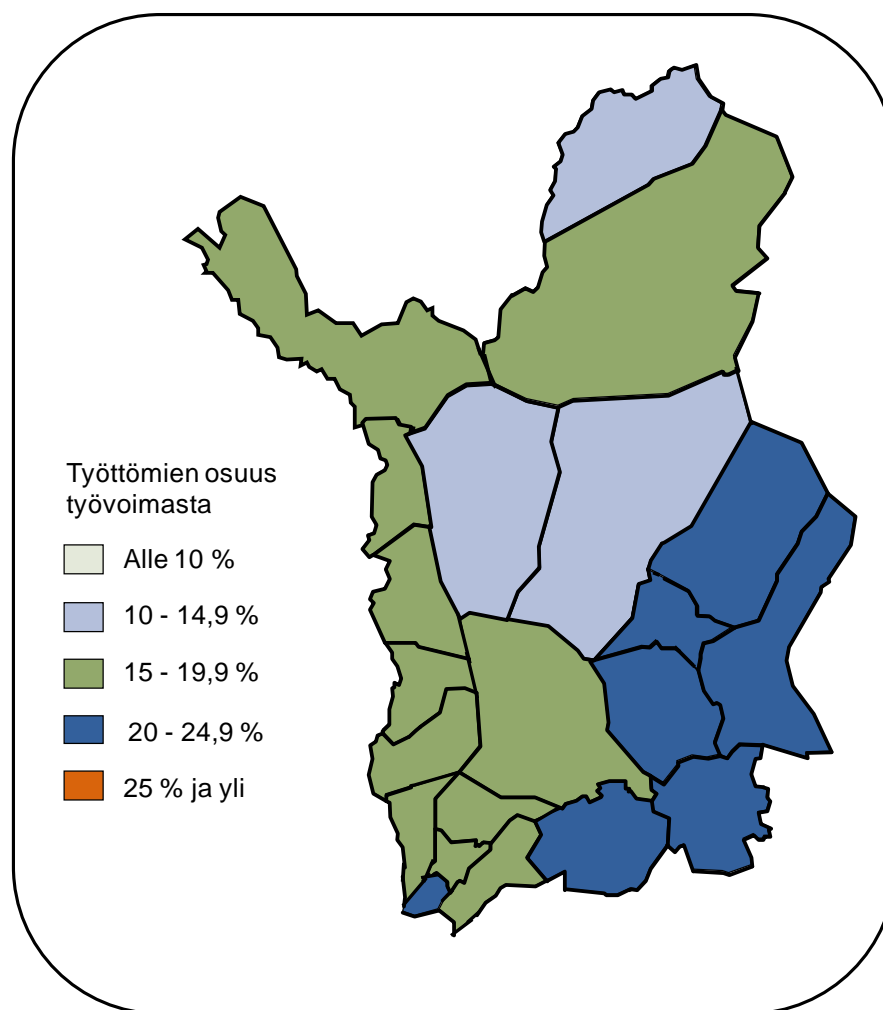 Työttömien osuus
työvoimasta
Alle 10 %
10 - 14,9 %
15 - 19,9 %
20 - 24,9 %
25 % ja yli